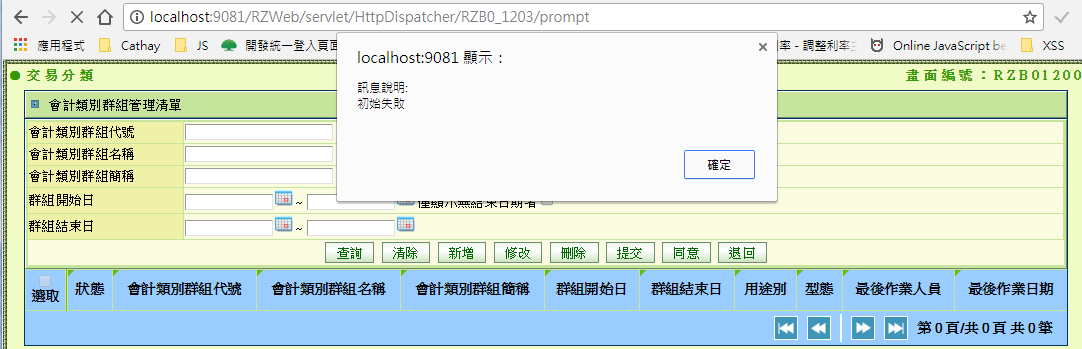 localhost:9081/RZWeb/servlet/HttpDispatcher/RZB0_1203/prompt
應用程式 Cathay JS 開發統一登入頁面 率 - 調整利率主 Online JavaScript be XSS
localhost:9081 顯示：
訊息說明:
初始失敗
確定
交易分類 畫面編號：RZB01200
會計類別群組管理清單
會計類別群組代號
會計類別群組名稱
會計類別群組簡稱
群組開始日 ~ 僅顯示無結束日期者
群組結束日 ~
查詢 清除 新增 修改 刪除 提交 同意 退回
選取 狀態 會計類別群組代號 會計類別群組名稱 會計類別群組簡稱 群組開始日 群組結束日 用途別 型態 最後作業人員 最後作業日期
第 0 頁/共 0 頁 共 0 筆